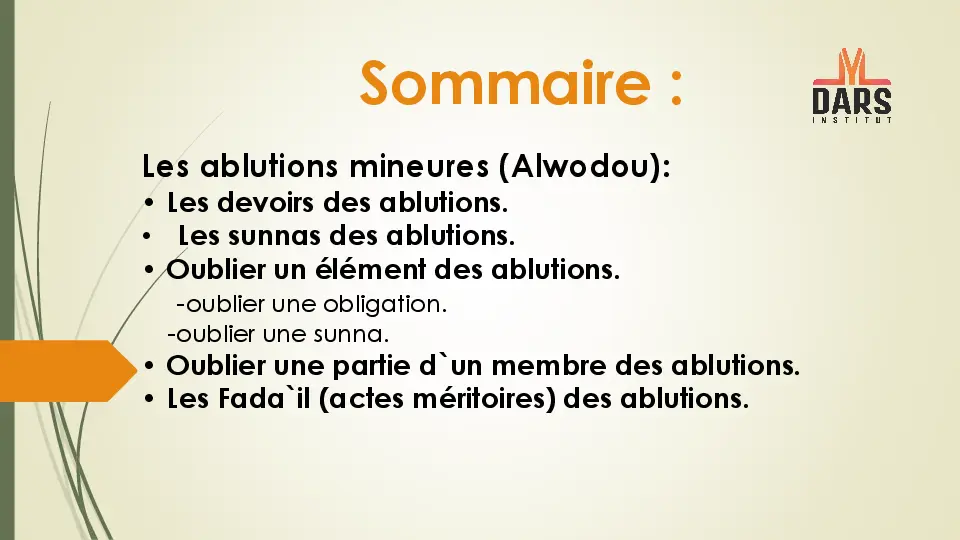 Sommaire :
M
DARS
INSTITUT
Les ablutions mineures (Alwodou):
• Les devoirs des ablutions.
• Les sunnas des ablutions.
• Oublier un élément des ablutions.
-oublier une obligation.
-oublier une sunna.
• Oublier une partie d`un membre des ablutions.
• Les Fada`il (actes méritoires) des ablutions.